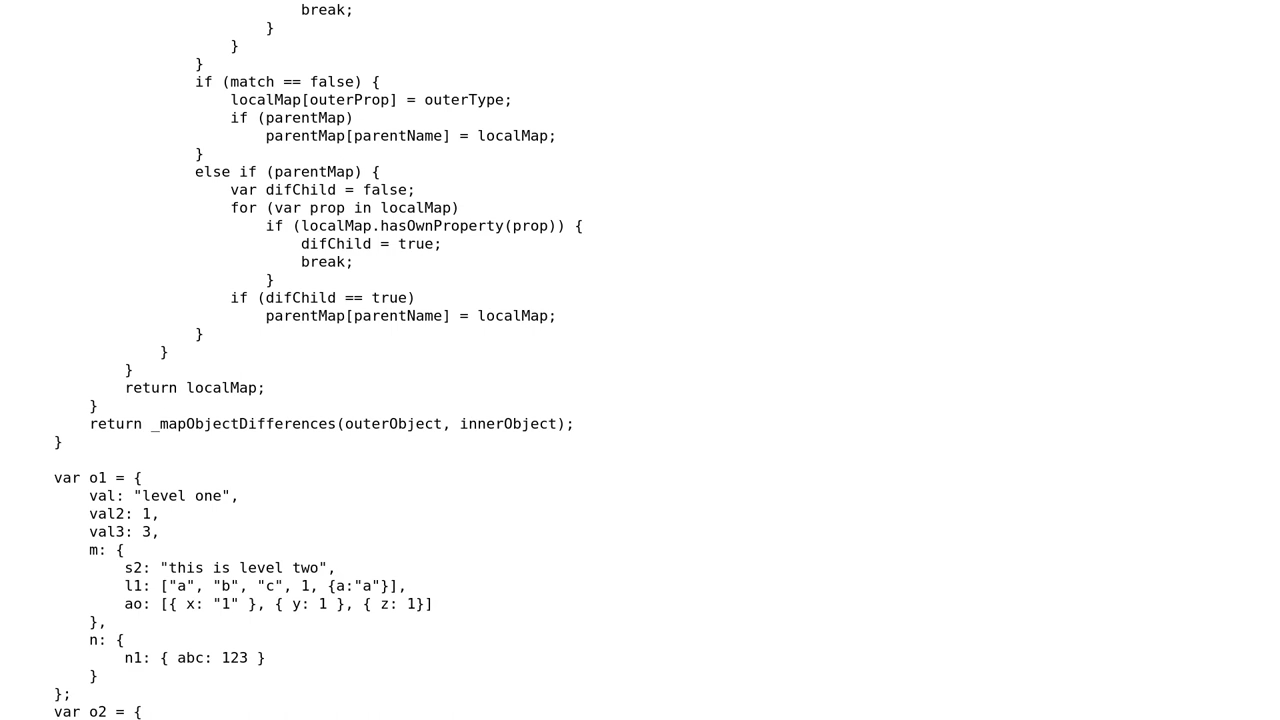 break;
                        }
                    }
                }
                if (match == false) {
                    localMap[outerProp] = outerType;
                    if (parentMap)
                        parentMap[parentName] = localMap;
                }
                else if (parentMap) {
                    var difChild = false;
                    for (var prop in localMap)
                        if (localMap.hasOwnProperty(prop)) {
                            difChild = true;
                            break;
                        }
                    if (difChild == true)
                        parentMap[parentName] = localMap;
                }
            }
        }
        return localMap;
    }
    return _mapObjectDifferences(outerObject, innerObject);
}

var o1 = {
    val: "level one",
    val2: 1,
    val3: 3,
    m: {
        s2: "this is level two",
        l1: ["a", "b", "c", 1, {a:"a"}],
        ao: [{ x: "1" }, { y: 1 }, { z: 1}]
    },
    n: {
        n1: { abc: 123 }
    }
};
var o2 = {